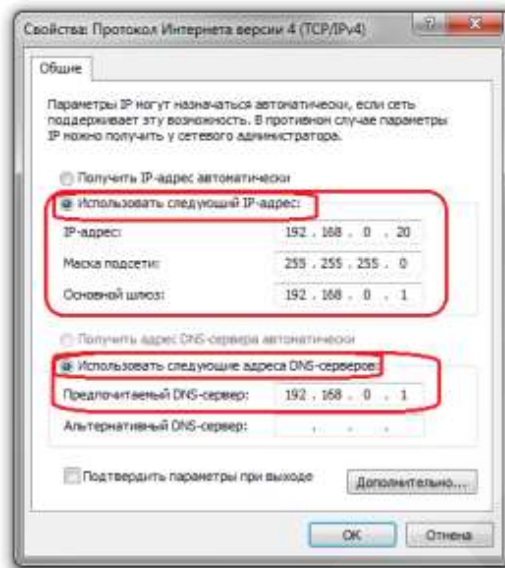 Свойства: Протокол Интернета версии 4 (TCP/IPv4)
Общие
Параметры IP могут назначаться автоматически, если сеть
поддерживает эту возможность. В противном случае параметры
IP можно получить у сетевого администратора.
Получить IP-адрес автоматически
Использовать следующий IP-адрес:
IP-адрес: 192 . 168 . 0 . 20
Маска подсети: 255 . 255 . 255 . 0
Основной шлюз: 192 . 168 . 0 . 1
Получить адрес DNS-сервера автоматически
Использовать следующие адреса DNS-серверов:
Предпочитаемый DNS-сервер: 192 . 168 . 0 . 1
Альтернативный DNS-сервер: . . .
Подтвердить параметры при выходе
Дополнительно...
ОК
Отмена